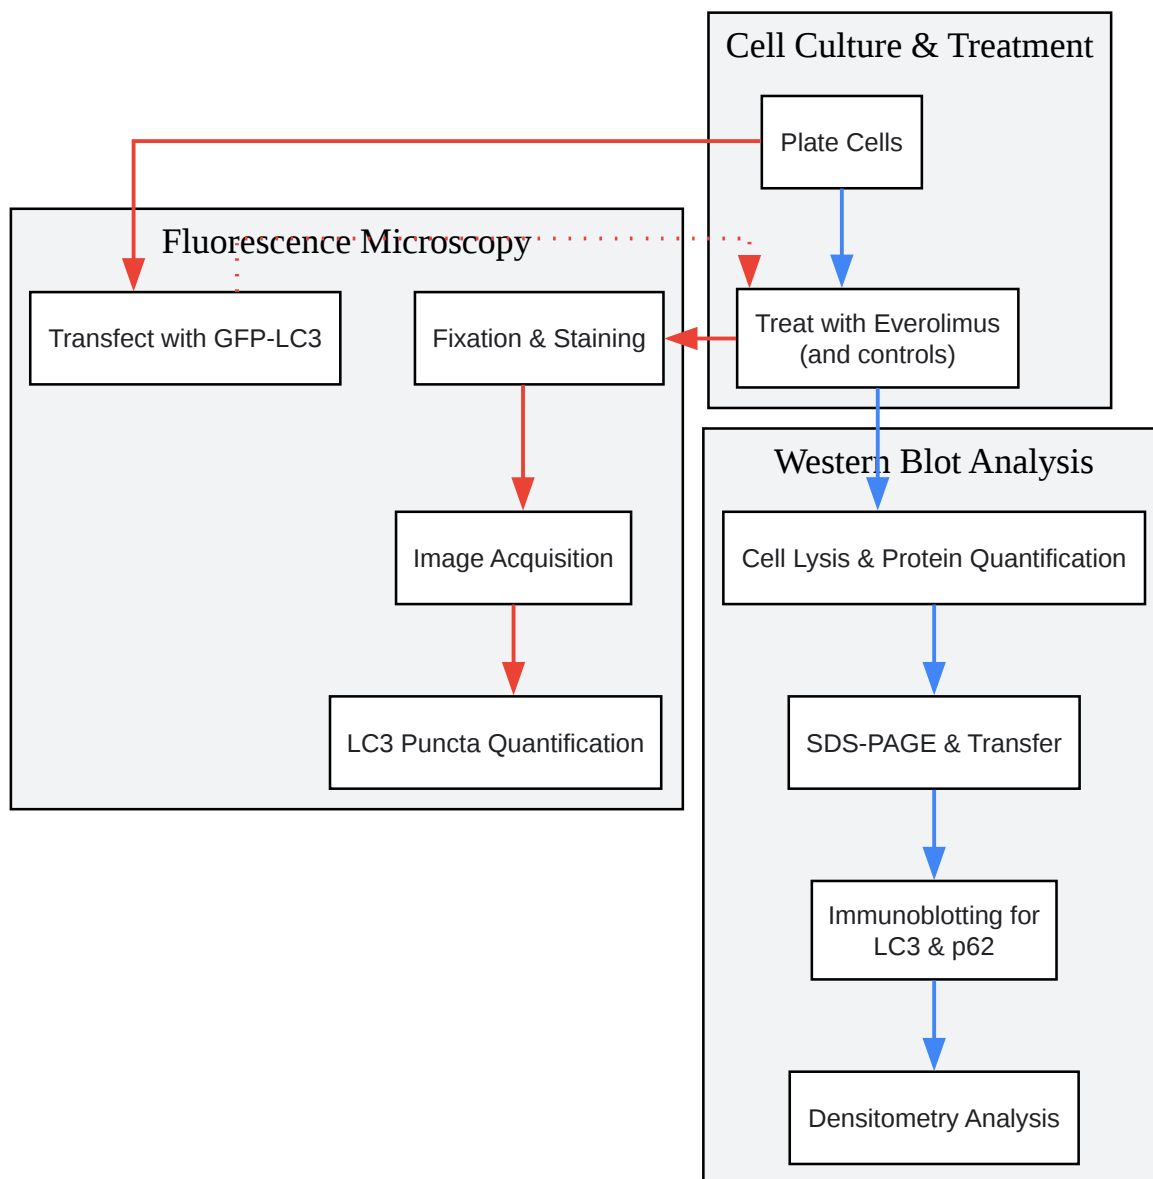 Cell Culture & Treatment
Plate Cells
Fluorescence Microscopy
Transfect with GFP-LC3
Fixation & Staining
Treat with Everolimus
(and controls)
Western Blot Analysis
Image Acquisition
Cell Lysis & Protein Quantification
LC3 Puncta Quantification
SDS-PAGE & Transfer
Immunoblotting for
LC3 & p62
Densitometry Analysis